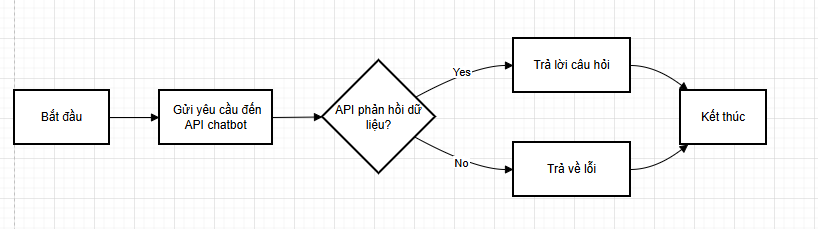 Bắt đầu
Gửi yêu cầu đến
API chatbot
API phản hồi dữ
liệu?
Yes
Trả lời câu hỏi
No
Trả về lỗi
Kết thúc